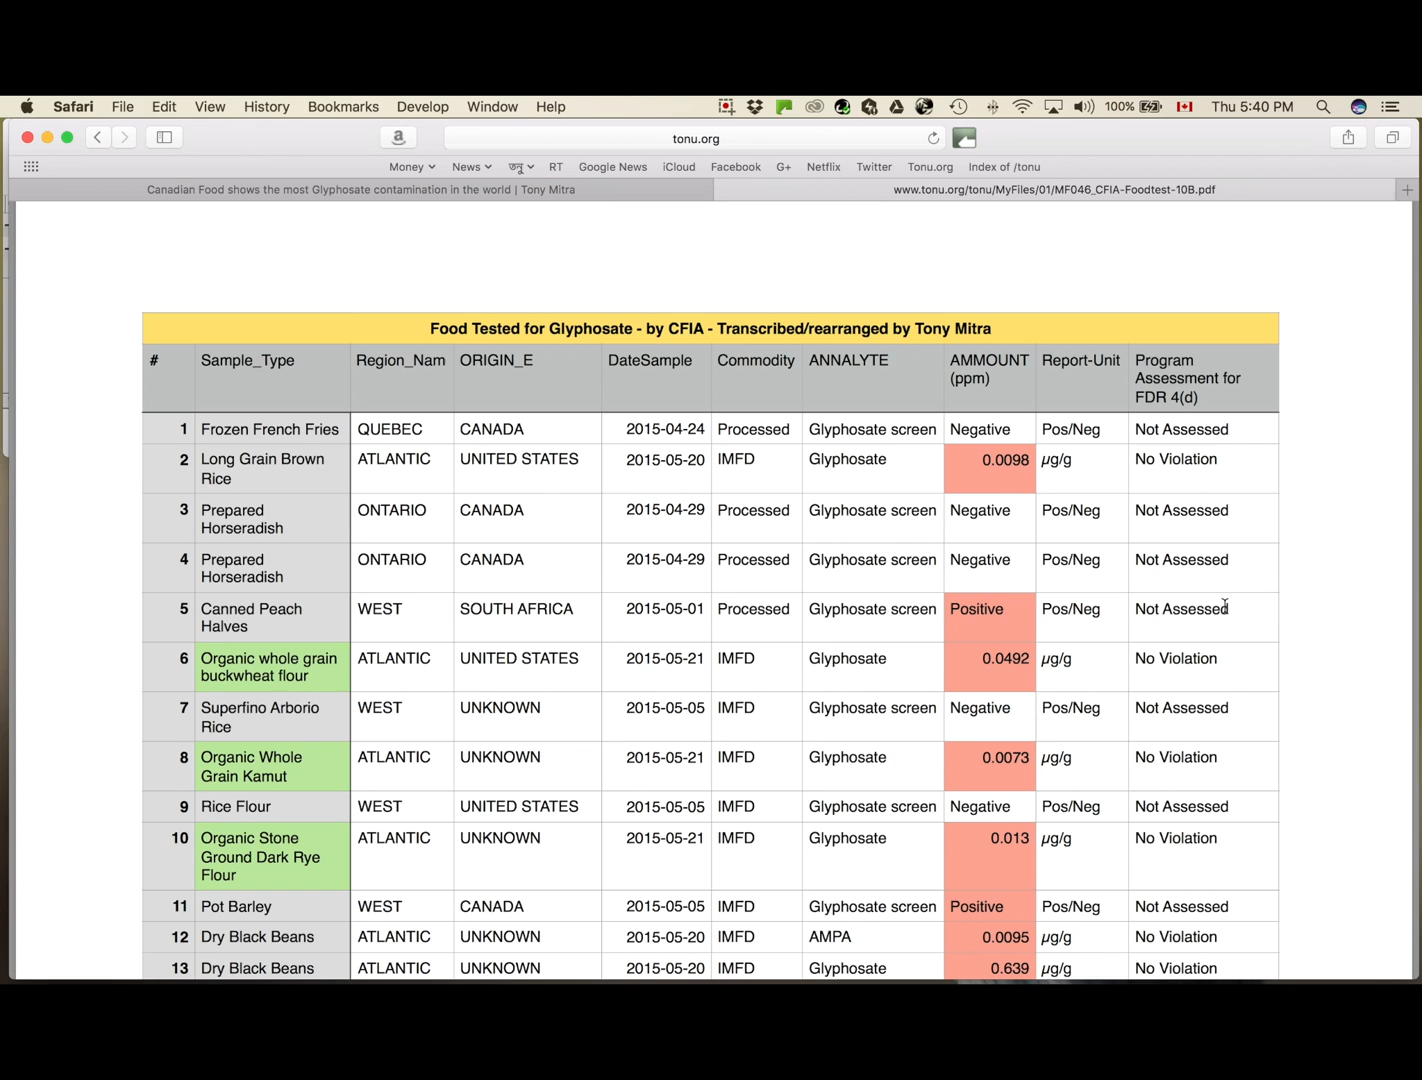 Safari File Edit View History Bookmarks Develop Window Help 100% Thu 5:40 PM
a tonu.org
Money News তনু RT Google News iCloud Facebook G+ Netflix Twitter Tonu.org Index of /tonu
Canadian Food shows the most Glyphosate contamination in the world | Tony Mitra www.tonu.org/tonu/MyFiles/01/MF046_CFIA-Foodtest-10B.pdf
Food Tested for Glyphosate - by CFIA - Transcribed/rearranged by Tony Mitra
# Sample_Type Region_Nam ORIGIN_E DateSample Commodity ANNALYTE AMMOUNT Report-Unit Program
(ppm) Assessment for
FDR 4(d)
1 Frozen French Fries QUEBEC CANADA 2015-04-24 Processed Glyphosate screen Negative Pos/Neg Not Assessed
2 Long Grain Brown ATLANTIC UNITED STATES 2015-05-20 IMFD Glyphosate 0.0098 µg/g No Violation
Rice
3 Prepared ONTARIO CANADA 2015-04-29 Processed Glyphosate screen Negative Pos/Neg Not Assessed
Horseradish
4 Prepared ONTARIO CANADA 2015-04-29 Processed Glyphosate screen Negative Pos/Neg Not Assessed
Horseradish
5 Canned Peach WEST SOUTH AFRICA 2015-05-01 Processed Glyphosate screen Positive Pos/Neg Not Assessed
Halves
6 Organic whole grain ATLANTIC UNITED STATES 2015-05-21 IMFD Glyphosate 0.0492 µg/g No Violation
buckwheat flour
7 Superfino Arborio WEST UNKNOWN 2015-05-05 IMFD Glyphosate screen Negative Pos/Neg Not Assessed
Rice
8 Organic Whole ATLANTIC UNKNOWN 2015-05-21 IMFD Glyphosate 0.0073 µg/g No Violation
Grain Kamut
9 Rice Flour WEST UNITED STATES 2015-05-05 IMFD Glyphosate screen Negative Pos/Neg Not Assessed
10 Organic Stone ATLANTIC UNKNOWN 2015-05-21 IMFD Glyphosate 0.013 µg/g No Violation
Ground Dark Rye
Flour
11 Pot Barley WEST CANADA 2015-05-05 IMFD Glyphosate screen Positive Pos/Neg Not Assessed
12 Dry Black Beans ATLANTIC UNKNOWN 2015-05-20 IMFD AMPA 0.0095 µg/g No Violation
13 Dry Black Beans ATLANTIC UNKNOWN 2015-05-20 IMFD Glyphosate 0.639 µg/g No Violation